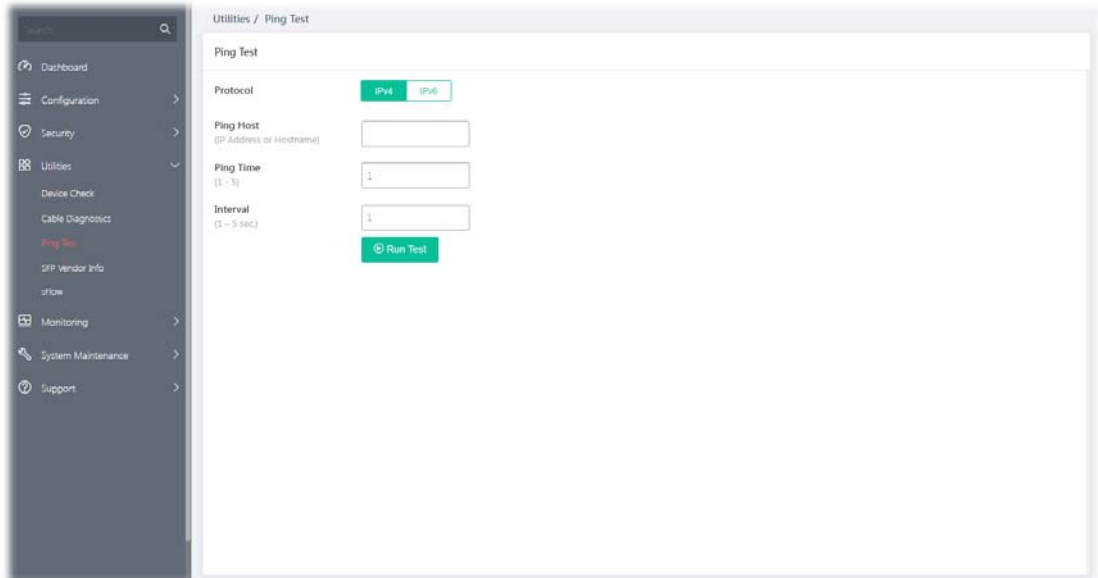 Search...
Dashboard
Configuration
Security
Utilities
Device Check
Cable Diagnostics
Ping Test
SFP Vendor Info
sFlow
Monitoring
System Maintenance
Support
Utilities / Ping Test
Ping Test
Protocol
IPv4 IPv6
Ping Host
(IP Address or Hostname)
Ping Time
(1 - 5)
1
Interval
(1 – 5 sec.)
1
Run Test